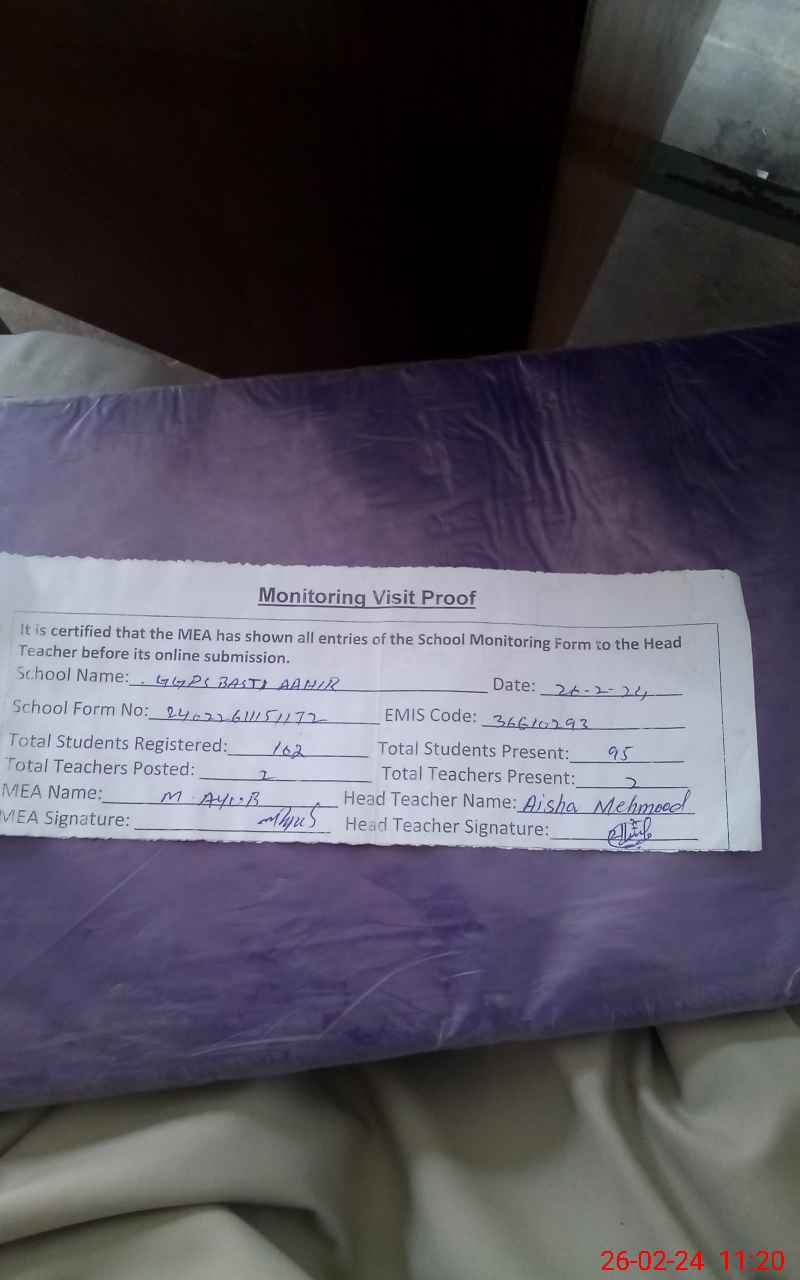 Monitoring Visit Proof
It is certified that the MEA has shown all entries of the School Monitoring Form to the Head
Teacher before its online submission.
School Name: GGPS BASTI AAHIR Date: 26-2-24
School Form No: 24022611151172 EMIS Code: 36610293
Total Students Registered: 162 Total Students Present: 95
Total Teachers Posted: 2 Total Teachers Present: 2
MEA Name: M. AYUB Head Teacher Name: Aisha Mehmood
MEA Signature: Head Teacher Signature:
26-02-24 11:20